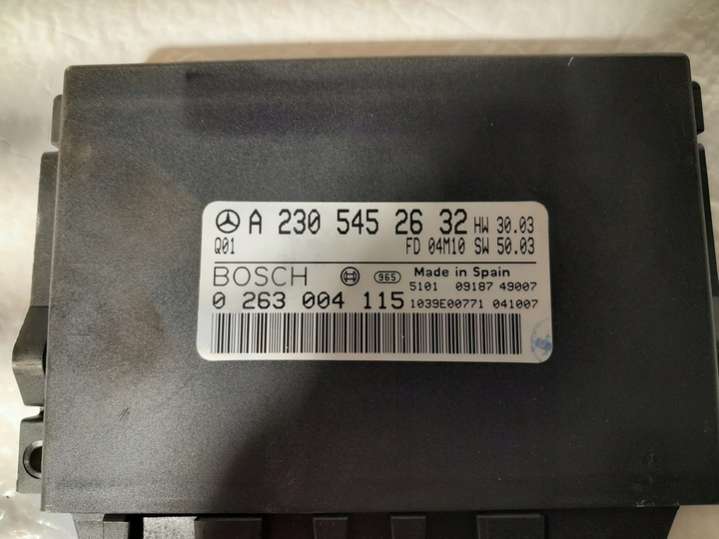 A 230 545 26 32 HW 30.03
Q01 FD 04M10 SW 50.03
BOSCH 965 Made in Spain
5101 09187 49007
0 263 004 115 1039E00771 041007